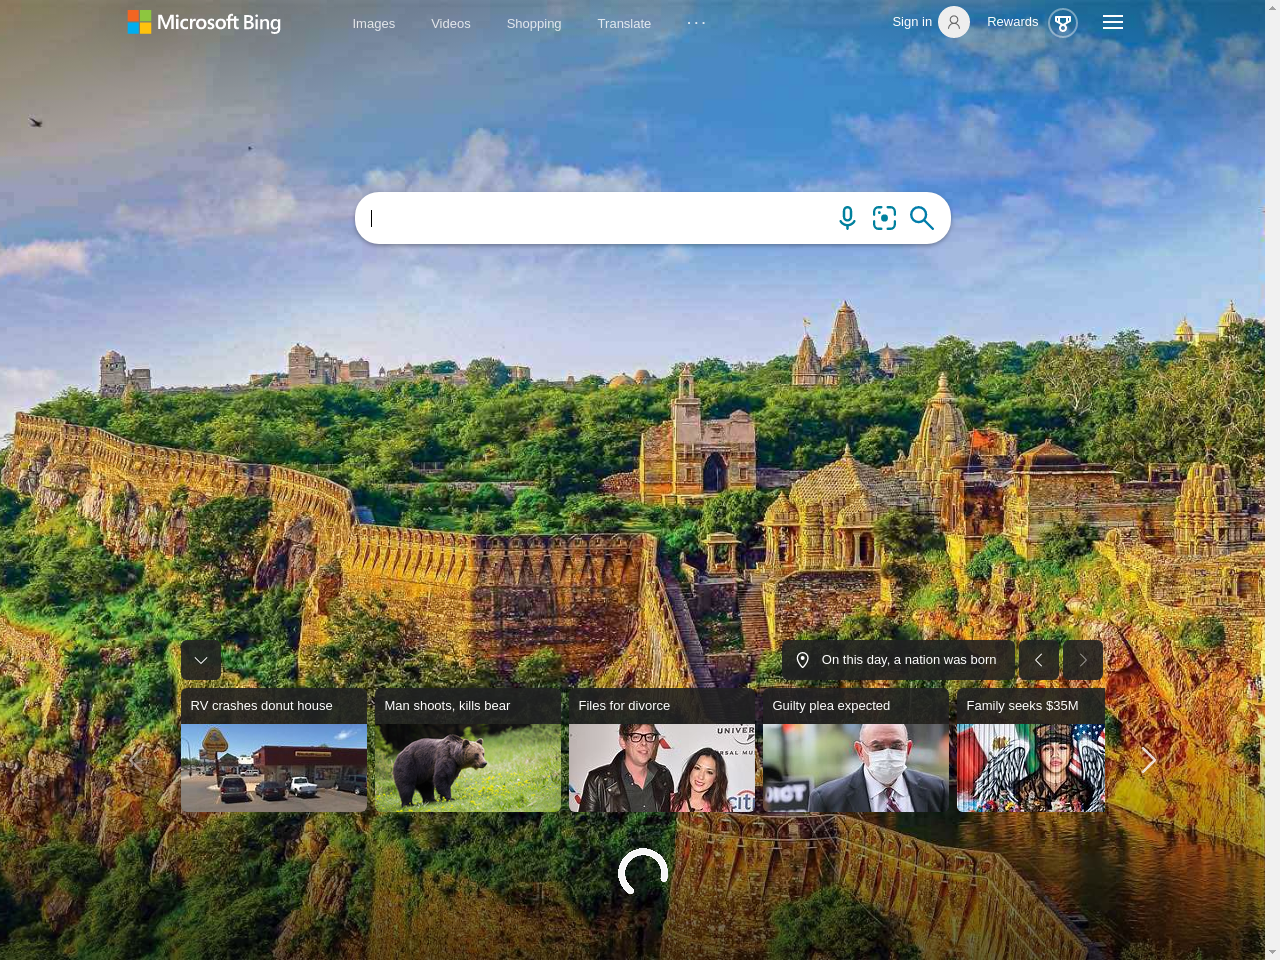 Microsoft Bing
Images Videos Shopping Translate ···
Sign in Rewards
On this day, a nation was born
RV crashes donut house
Man shoots, kills bear
Files for divorce
Guilty plea expected
Family seeks $35M